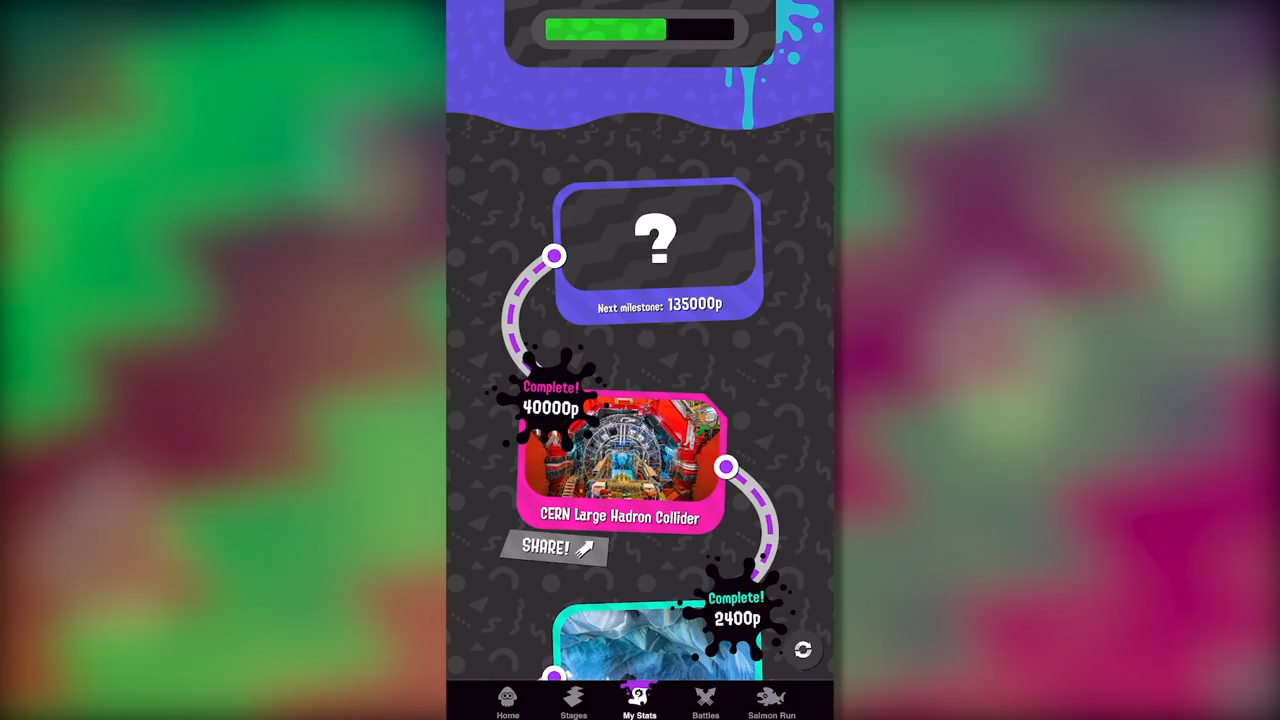 ?
Next milestone: 135000p
Complete!
40000p
CERN Large Hadron Collider
SHARE!
Complete!
2400p
Home Stages My Stats Battles Salmon Run